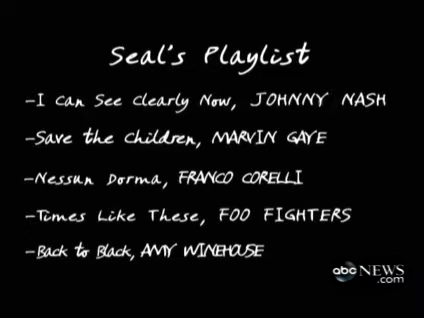 Seal's Playlist
-I Can See Clearly Now, JOHNNY NASH
-Save the Children, MARVIN GAYE
-Nessun Dorma, FRANCO CORELLI
-Times Like These, FOO FIGHTERS
-Back to Black, AMY WINEHOUSE
abc NEWS
.com